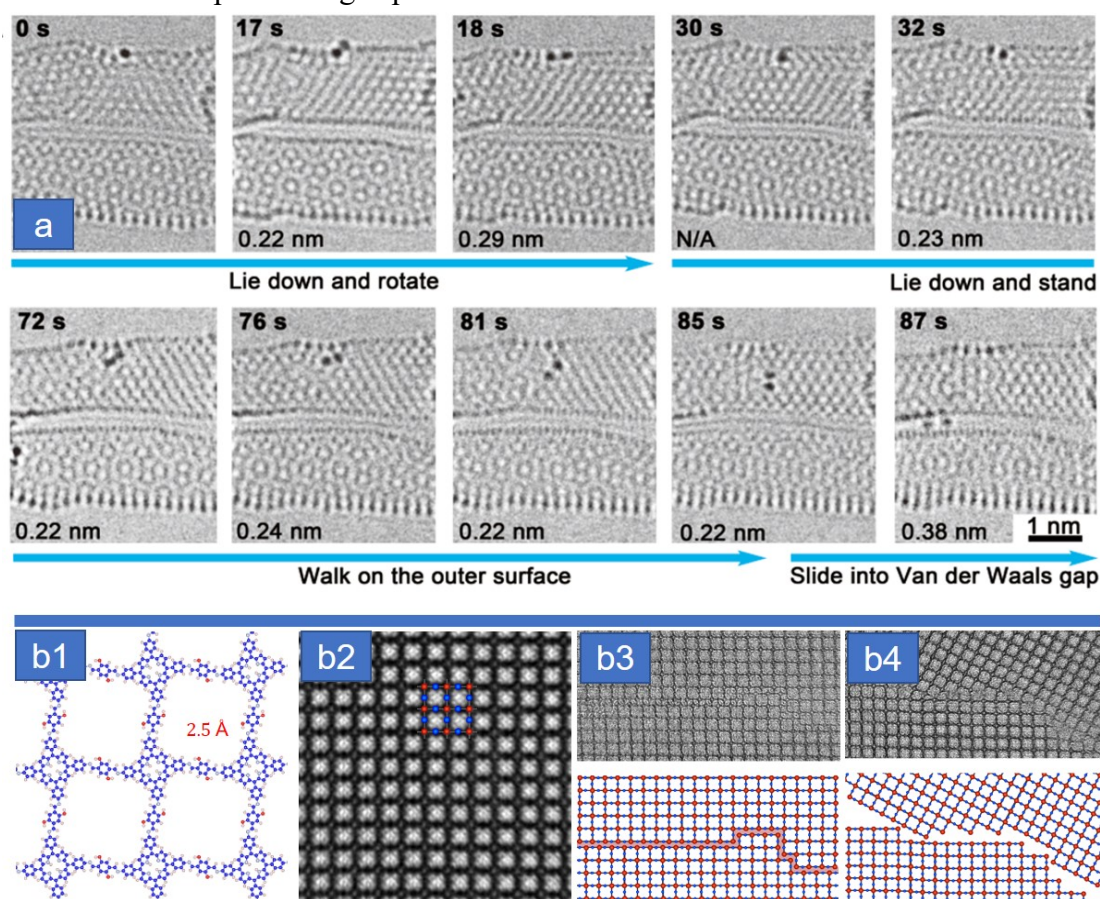 0 s 17 s 18 s 30 s 32 s
a 0.22 nm 0.29 nm N/A 0.23 nm
Lie down and rotate Lie down and stand
72 s 76 s 81 s 85 s 87 s
1 nm
0.22 nm 0.24 nm 0.22 nm 0.22 nm 0.38 nm
Walk on the outer surface Slide into Van der Waals gap
b1 b2 b3 b4
2.5 Å